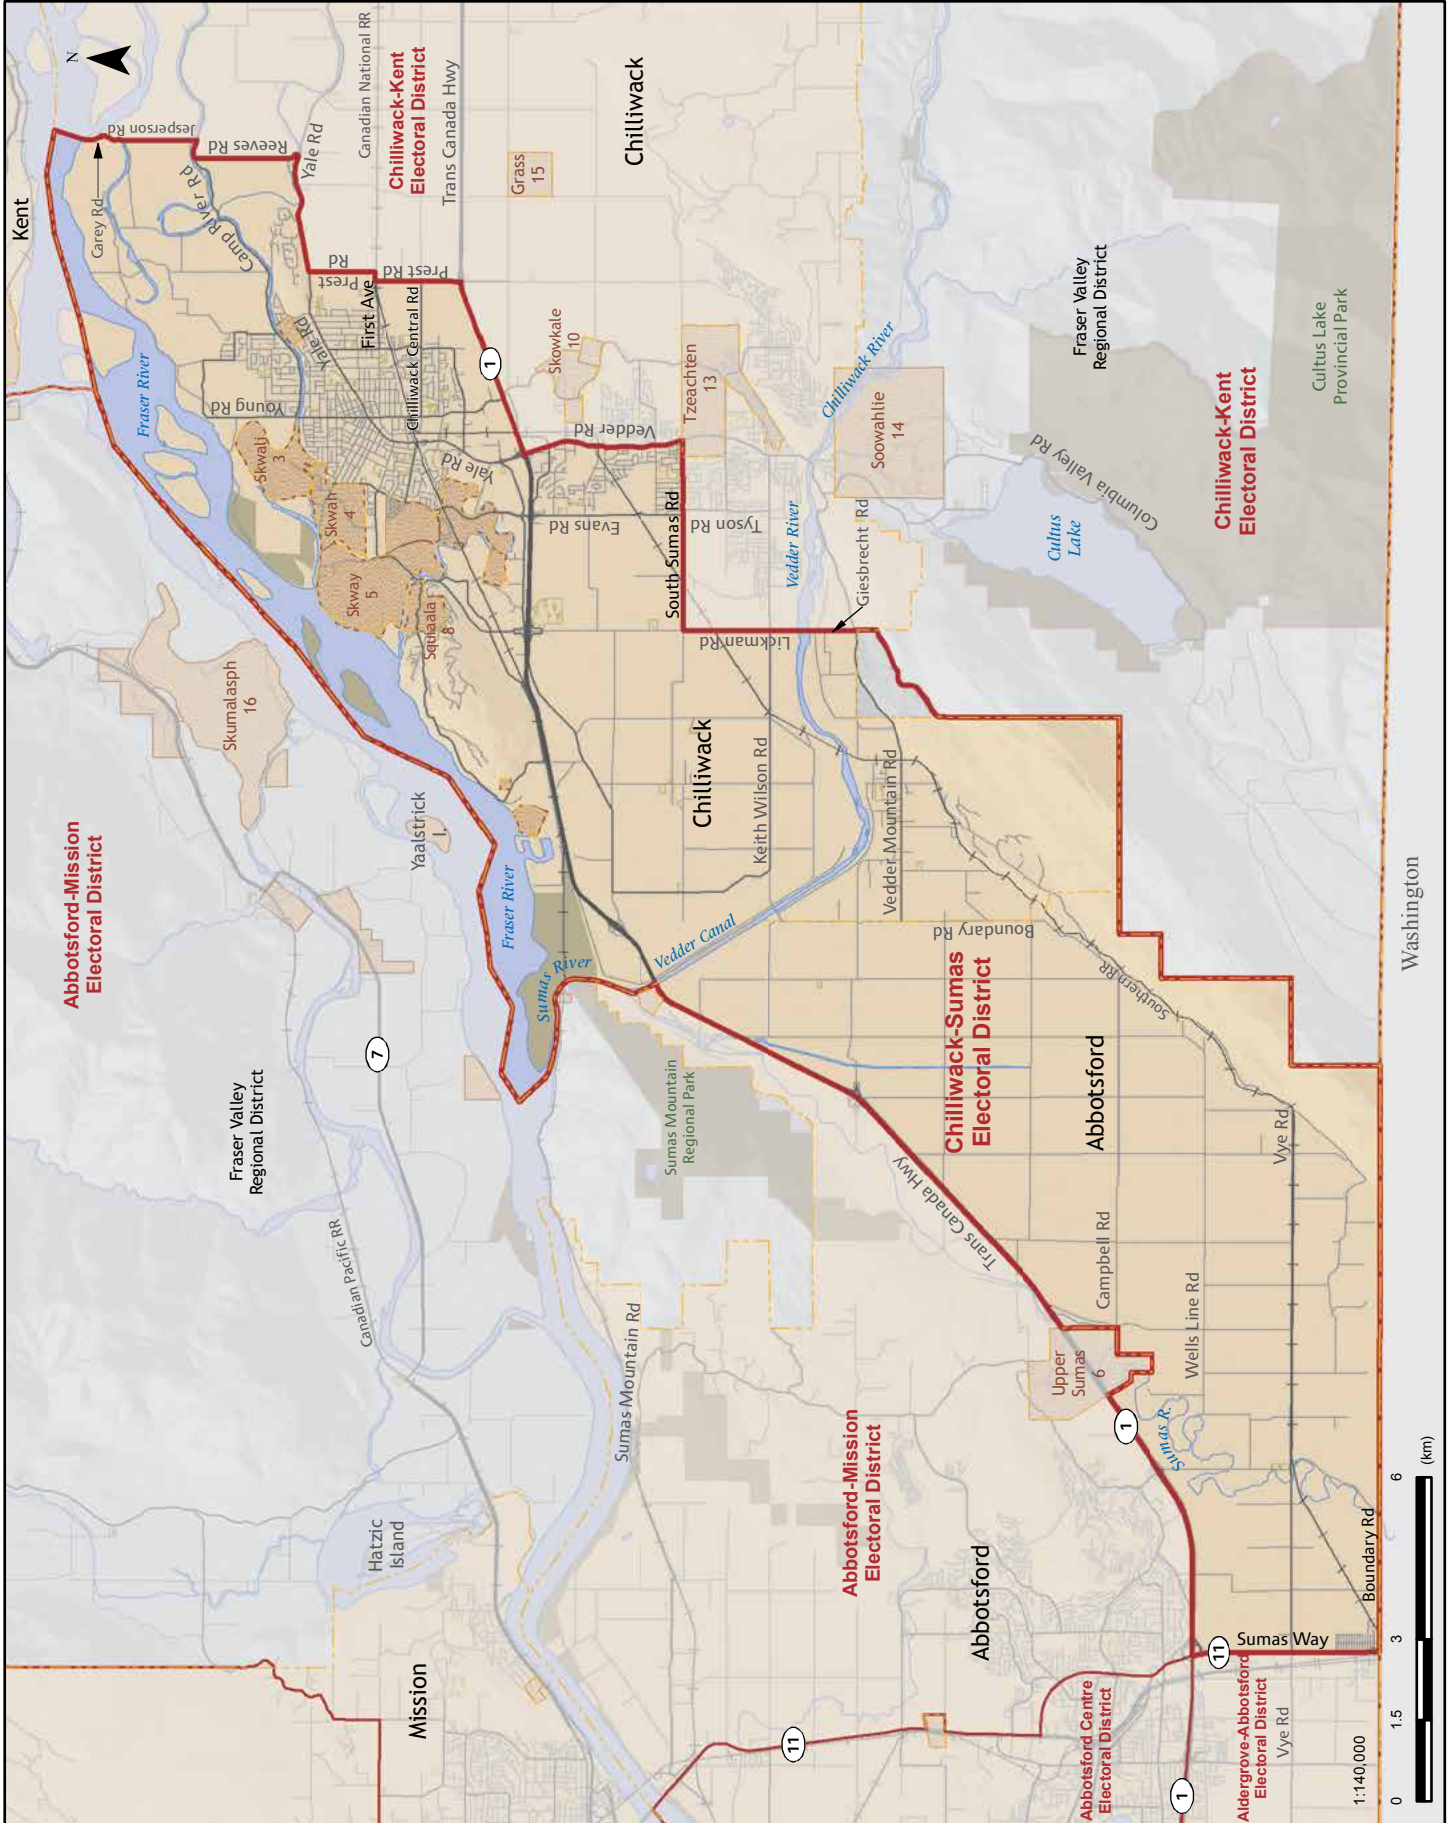 Kent
N
Carey Rd
Jesperson Rd
Reeves Rd
Camp River Rd
Yale Rd
Canadian National RR
Chilliwack-Kent
Electoral District
Trans Canada Hwy
Chilliwack
Grass
15
Prest
Rd
First Ave
Prest Rd
Chilliwack Central Rd
Yale Rd
Young Rd
Fraser River
1
Skowkale
10
Tzeachten
13
Vedder Rd
Yale Rd
Evans Rd
South Sumas Rd
Tyson Rd
Skwali
3
Skwah
4
Skway
5
Squiaala
8
Chilliwack River
Soowahlie
14
Fraser Valley
Regional District
Cultus Lake
Provincial Park
Chilliwack-Kent
Electoral District
Columbia Valley Rd
Cultus
Lake
Vedder River
Giesbrecht Rd
Lickman Rd
Skumalasph
16
Yaalstrick
I.
Chilliwack
Keith Wilson Rd
Vedder Mountain Rd
Abbotsford-Mission
Electoral District
Fraser River
Sumas River
Vedder Canal
Boundary Rd
Southern RR
Washington
Chilliwack-Sumas
Electoral District
Abbotsford
7
Fraser Valley
Regional District
Sumas Mountain
Regional Park
Vye Rd
Trans Canada Hwy
Campbell Rd
Wells Line Rd
Canadian Pacific RR
Sumas Mountain Rd
Upper
Sumas
6
1
Sumas R.
Abbotsford-Mission
Electoral District
Hatzic
Island
Abbotsford
Boundary Rd
Sumas Way
11
Mission
11
Abbotsford Centre
Electoral District
Aldergrove-Abbotsford
Electoral District
Vye Rd
1
1:140,000
0
1.5
3
6
(km)